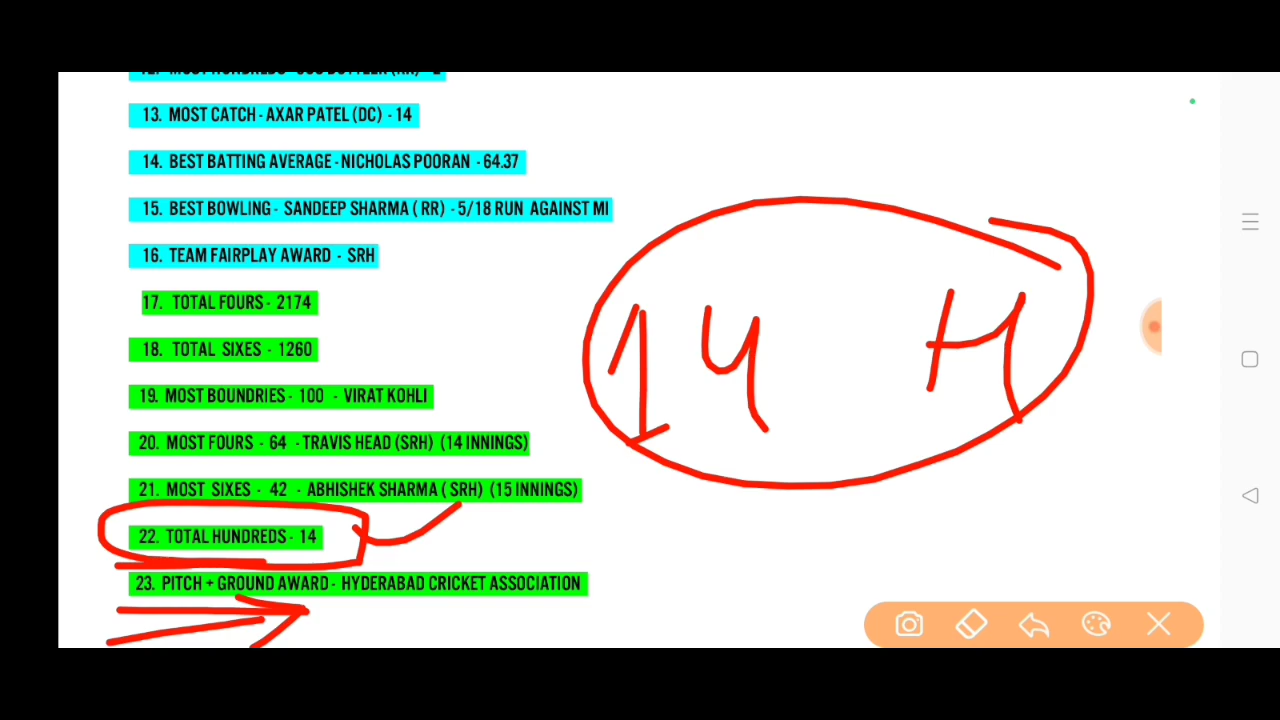 13. MOST CATCH - AXAR PATEL (DC) - 14
14. BEST BATTING AVERAGE - NICHOLAS POORAN - 64.37
15. BEST BOWLING - SANDEEP SHARMA ( RR) - 5/18 RUN AGAINST MI
16. TEAM FAIRPLAY AWARD - SRH
17. TOTAL FOURS - 2174
18. TOTAL SIXES - 1260
19. MOST BOUNDRIES - 100 - VIRAT KOHLI
20. MOST FOURS - 64 - TRAVIS HEAD (SRH) (14 INNINGS)
21. MOST SIXES - 42 - ABHISHEK SHARMA ( SRH) (15 INNINGS)
22. TOTAL HUNDREDS - 14
23. PITCH + GROUND AWARD - HYDERABAD CRICKET ASSOCIATION
14 H